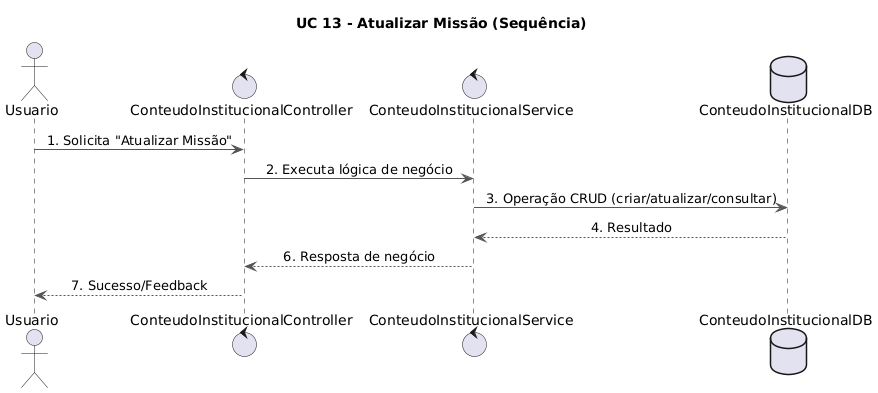 UC 13 - Atualizar Missão (Sequência)
Usuario
ConteudoInstitucionalController
ConteudoInstitucionalService
ConteudoInstitucionalDB
1. Solicita "Atualizar Missão"
2. Executa lógica de negócio
3. Operação CRUD (criar/atualizar/consultar)
4. Resultado
6. Resposta de negócio
7. Sucesso/Feedback
Usuario
ConteudoInstitucionalController
ConteudoInstitucionalService
ConteudoInstitucionalDB